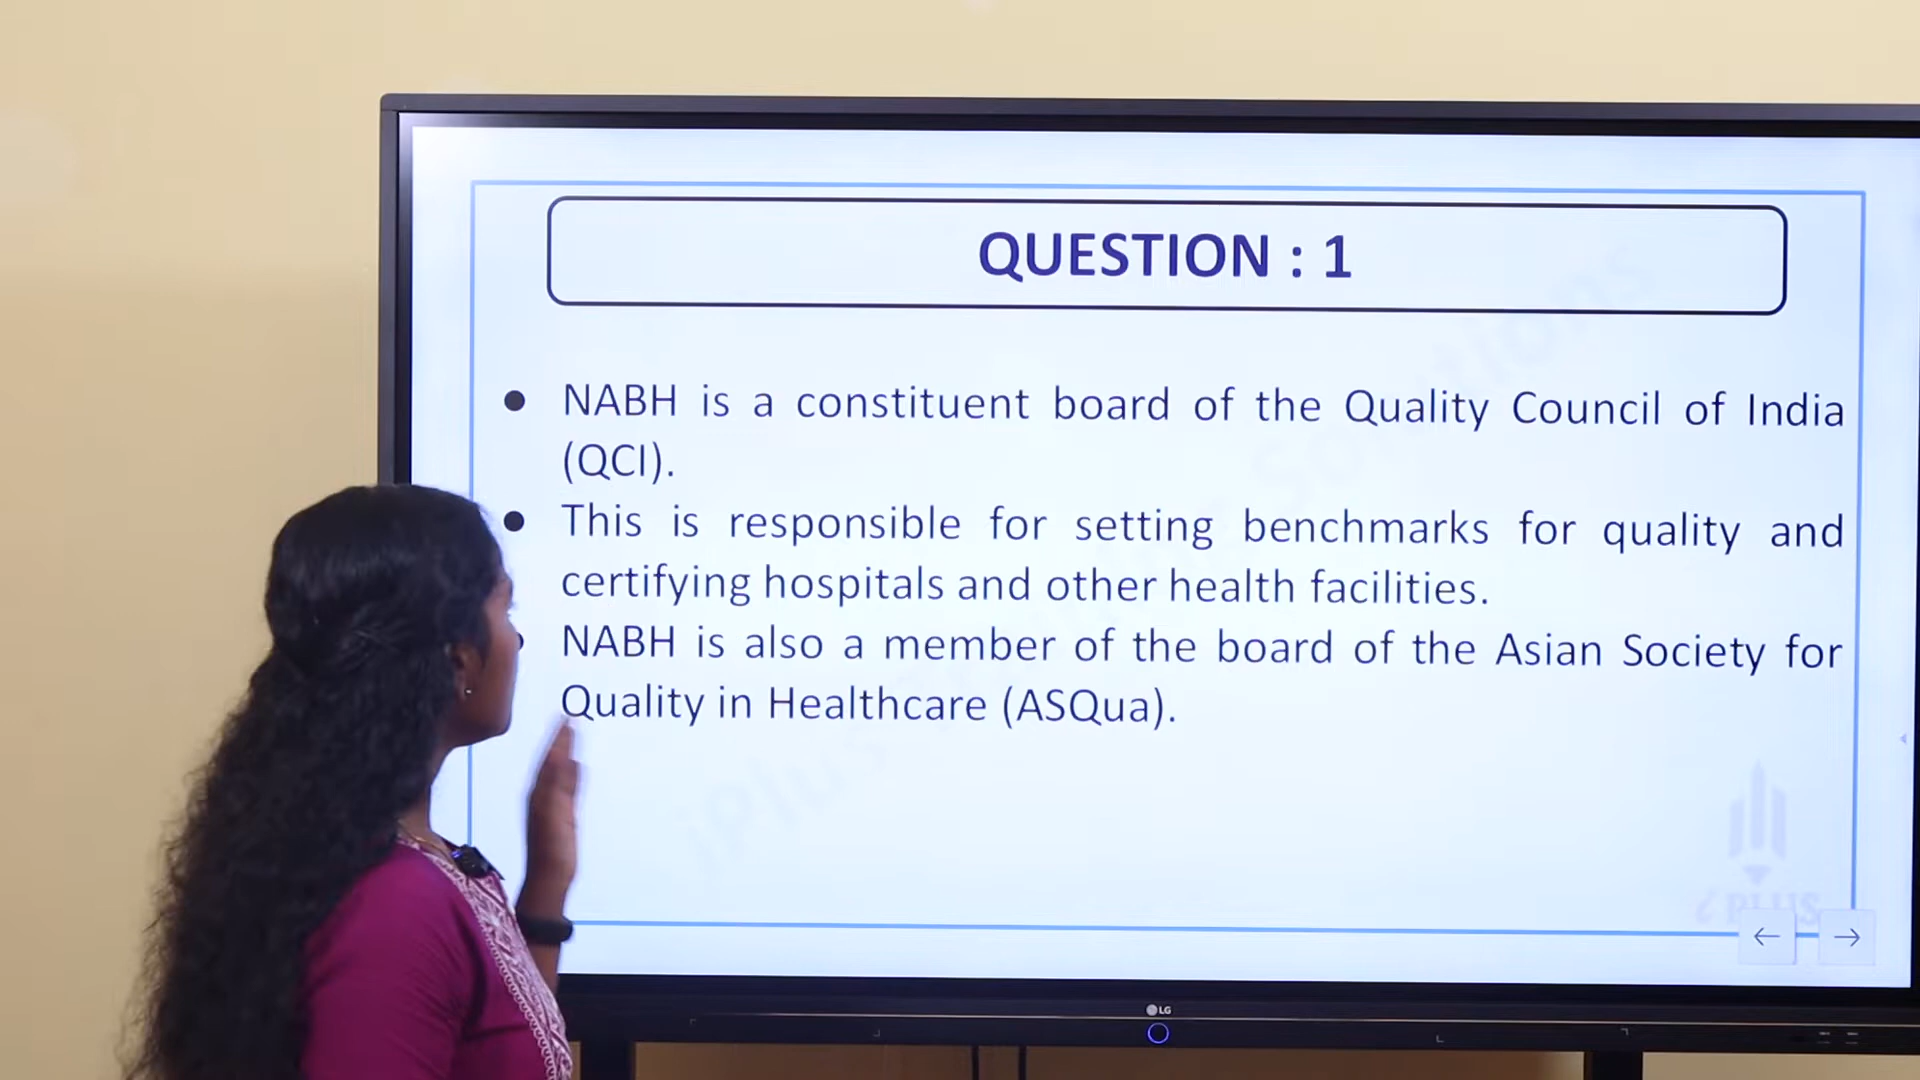 QUESTION : 1
● NABH is a constituent board of the Quality Council of India
(QCI).
● This is responsible for setting benchmarks for quality and
certifying hospitals and other health facilities.
NABH is also a member of the board of the Asian Society for
Quality in Healthcare (ASQua).
iPLUS
LG